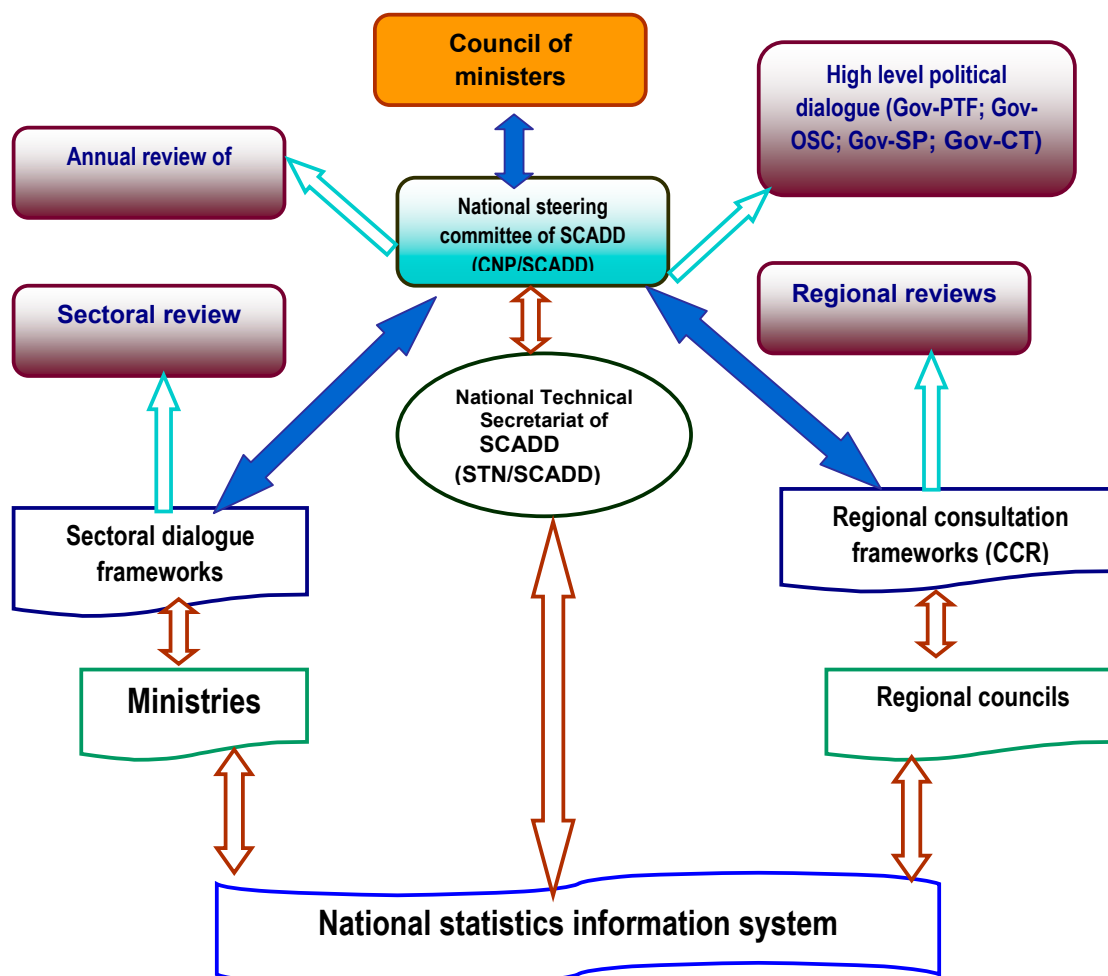 Council of
ministers
High level political
dialogue (Gov-PTF; Gov-
OSC; Gov-SP; Gov-CT)
Annual review of
National steering
committee of SCADD
(CNP/SCADD)
Sectoral review
Regional reviews
National Technical
Secretariat of
SCADD
(STN/SCADD)
Sectoral dialogue
frameworks
Regional consultation
frameworks (CCR)
Ministries
Regional councils
National statistics information system